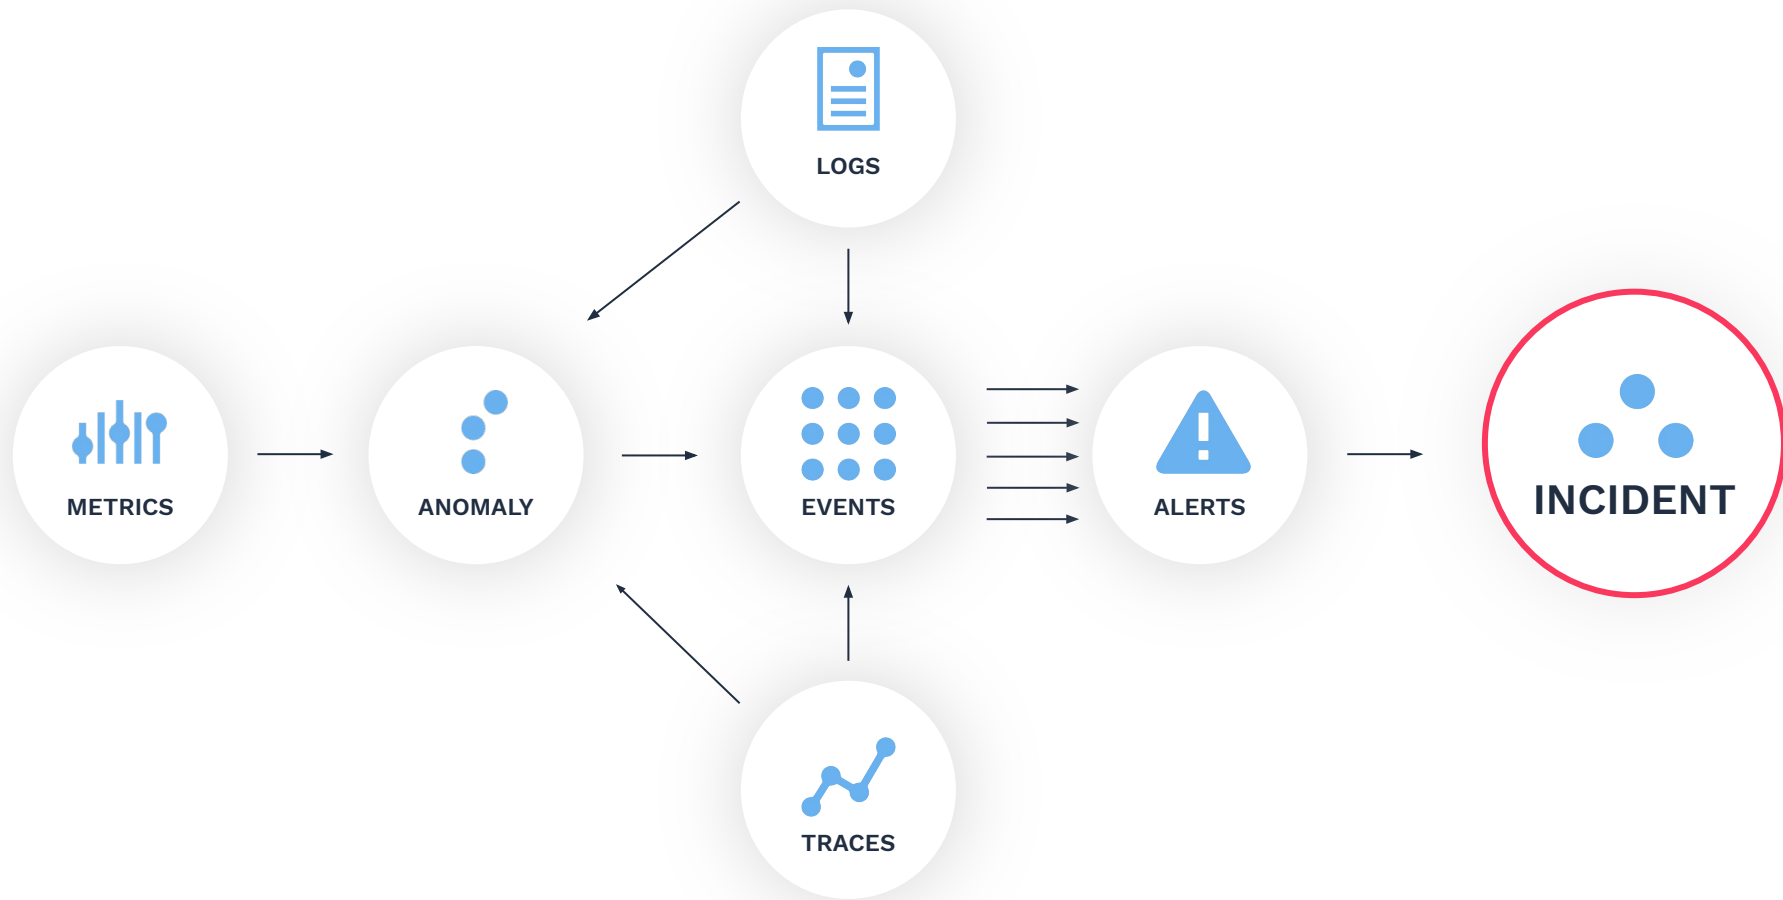 LOGS
METRICS
ANOMALY
EVENTS
ALERTS
INCIDENT
TRACES